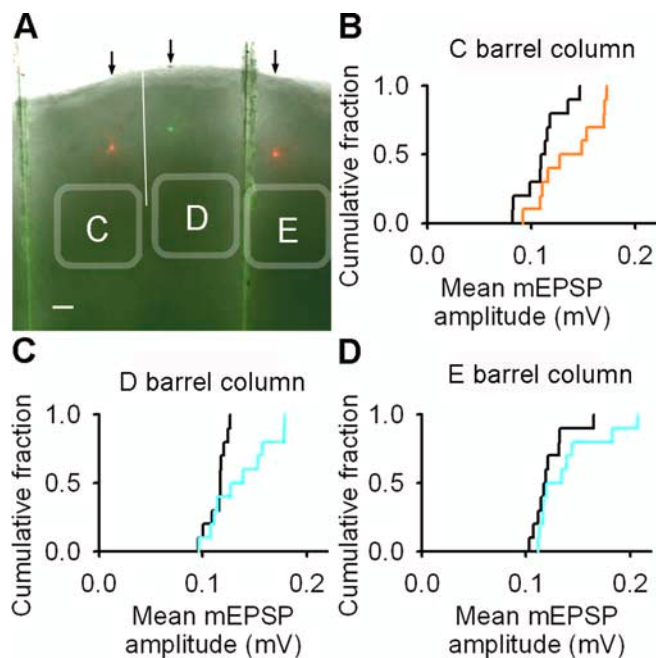 A
C
D
E
B
C barrel column
Cumulative fraction
1.0
0.5
0.0
0.0 0.1 0.2
Mean mEPSP
amplitude (mV)
C
D barrel column
Cumulative fraction
1.0
0.5
0.0
0.0 0.1 0.2
Mean mEPSP
amplitude (mV)
D
E barrel column
Cumulative fraction
1.0
0.5
0.0
0.0 0.1 0.2
Mean mEPSP
amplitude (mV)